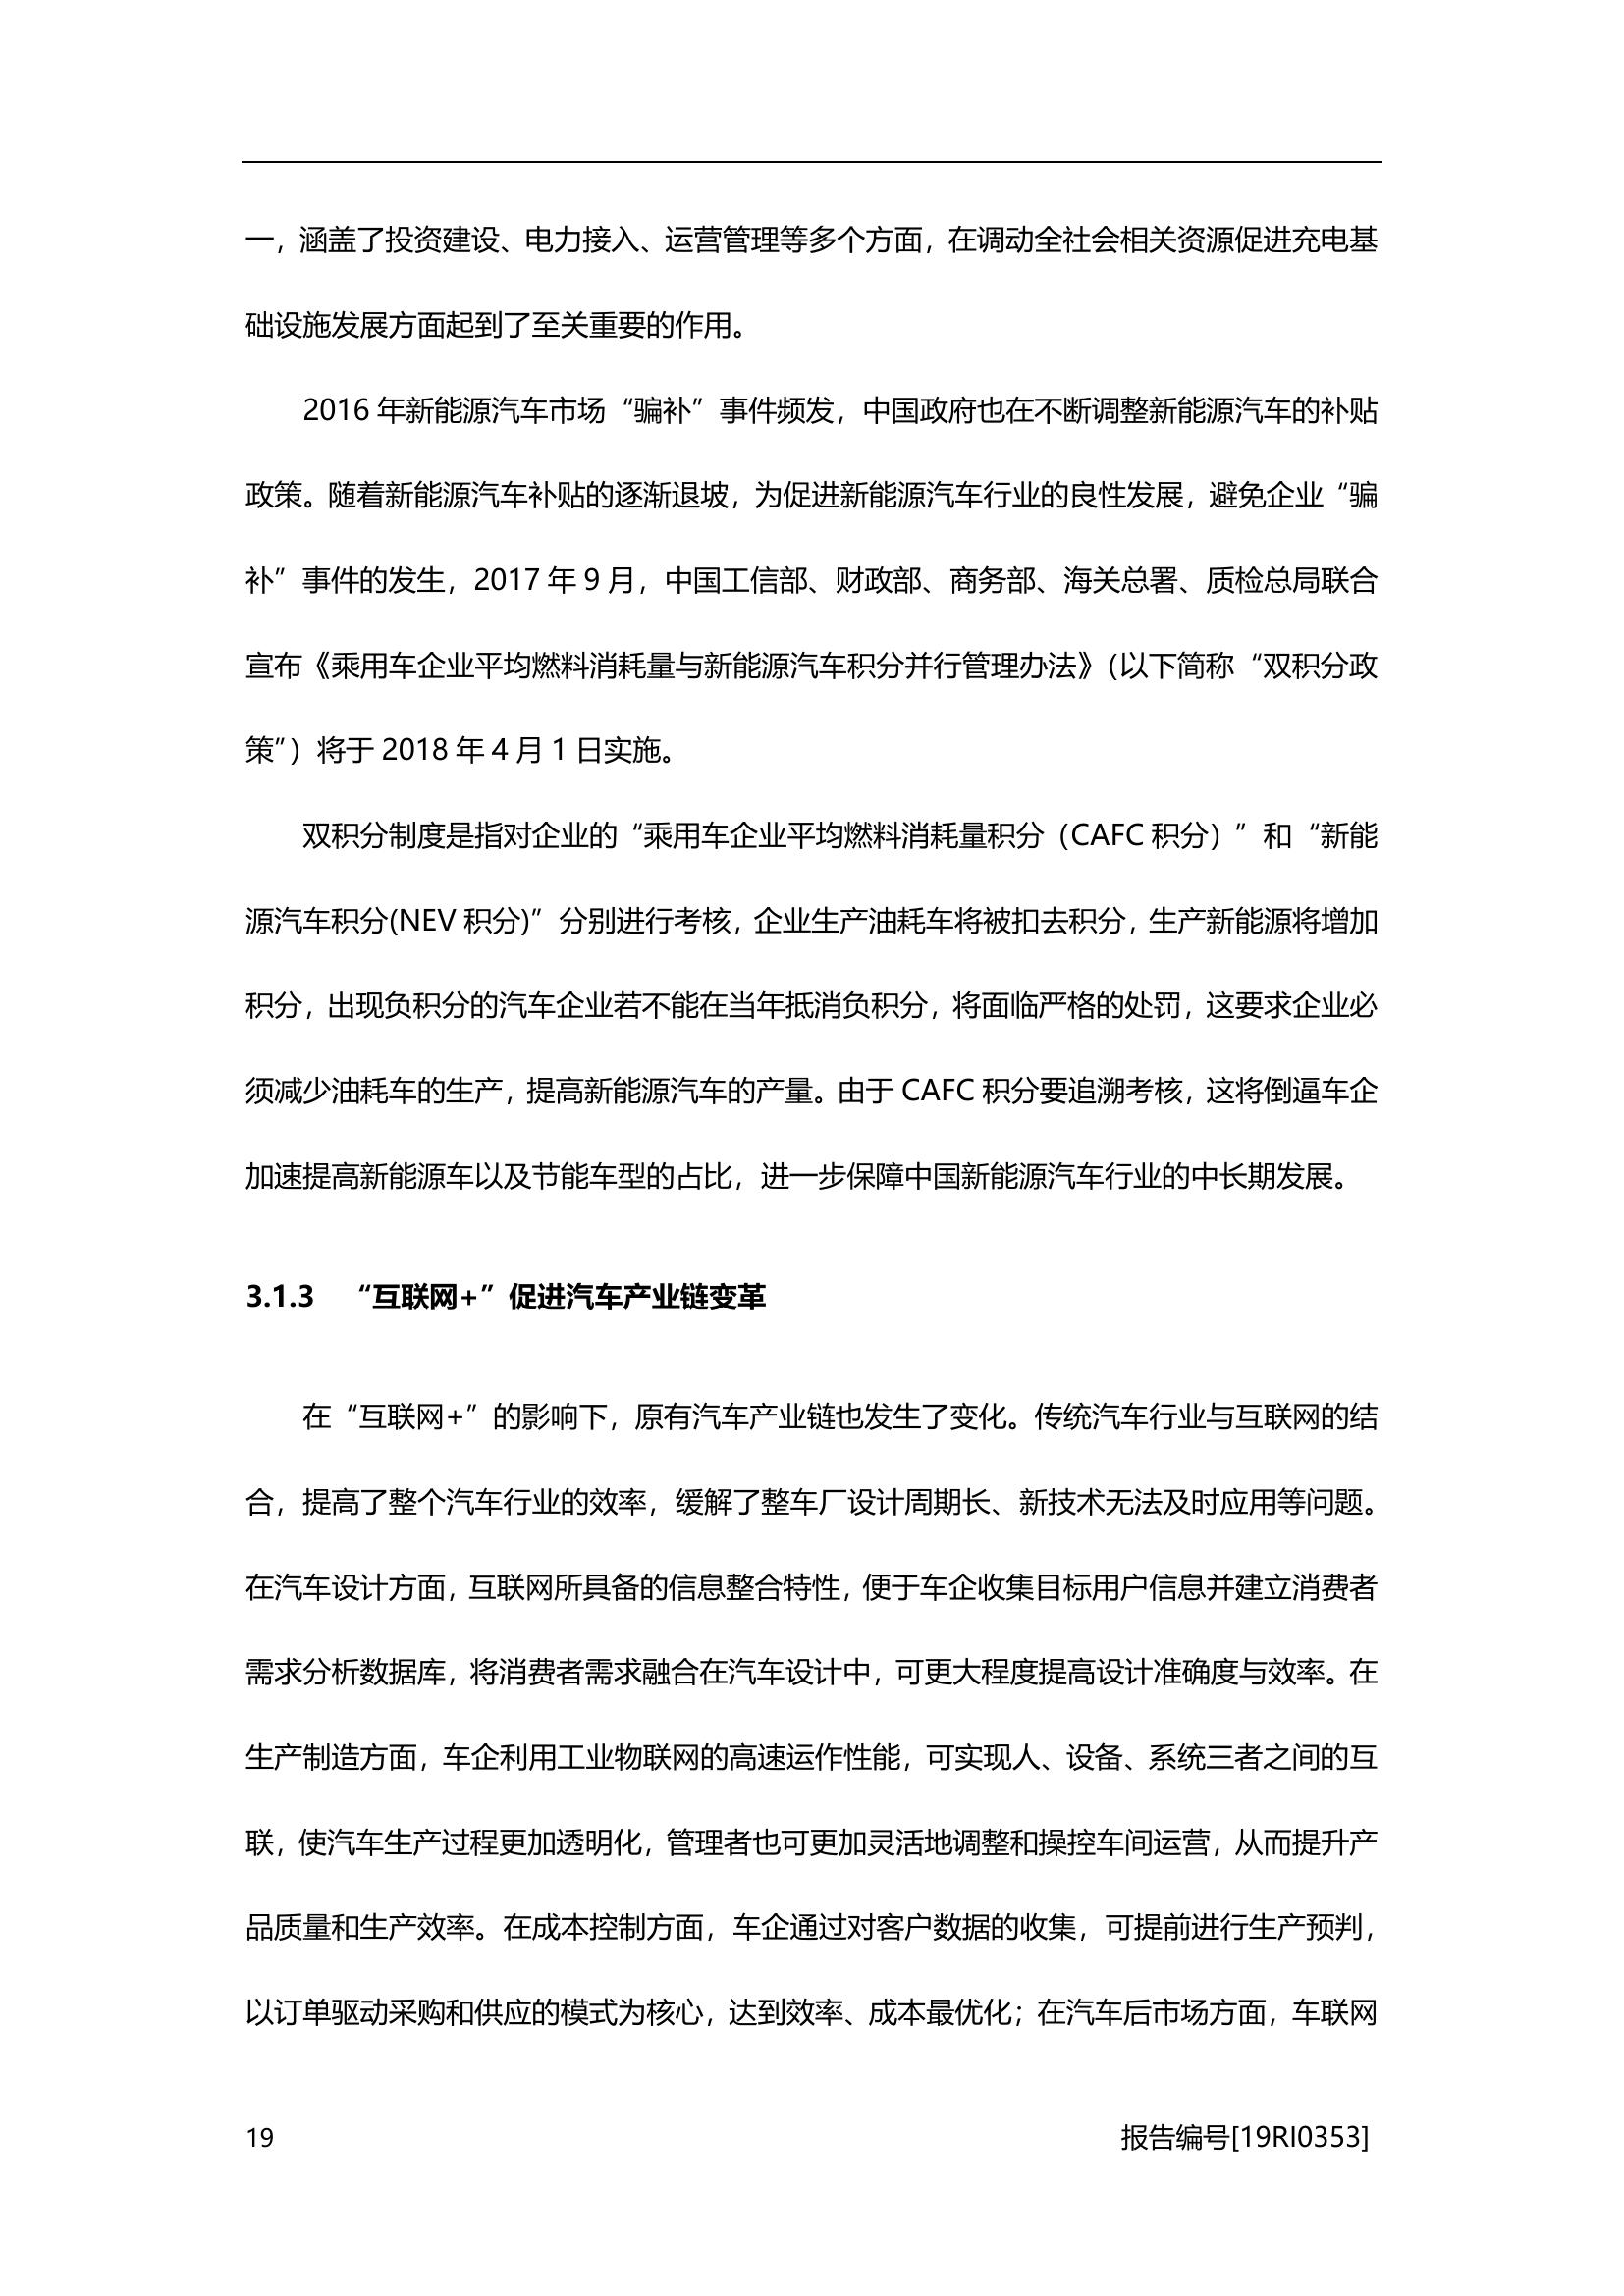 一，涵盖了投资建设、电力接入、运营管理等多个方面，在调动全社会相关资源促进充电基
础设施发展方面起到了至关重要的作用。
2016 年新能源汽车市场“骗补”事件频发，中国政府也在不断调整新能源汽车的补贴
政策。随着新能源汽车补贴的逐渐退坡，为促进新能源汽车行业的良性发展，避免企业“骗
补”事件的发生，2017 年 9 月，中国工信部、财政部、商务部、海关总署、质检总局联合
宣布《乘用车企业平均燃料消耗量与新能源汽车积分并行管理办法》（以下简称“双积分政
策”）将于 2018 年 4 月 1 日实施。
双积分制度是指对企业的“乘用车企业平均燃料消耗量积分（CAFC 积分）”和“新能
源汽车积分(NEV 积分)”分别进行考核，企业生产油耗车将被扣去积分，生产新能源将增加
积分，出现负积分的汽车企业若不能在当年抵消负积分，将面临严格的处罚，这要求企业必
须减少油耗车的生产，提高新能源汽车的产量。由于 CAFC 积分要追溯考核，这将倒逼车企
加速提高新能源车以及节能车型的占比，进一步保障中国新能源汽车行业的中长期发展。
3.1.3 “互联网+”促进汽车产业链变革
在“互联网+”的影响下，原有汽车产业链也发生了变化。传统汽车行业与互联网的结
合，提高了整个汽车行业的效率，缓解了整车厂设计周期长、新技术无法及时应用等问题。
在汽车设计方面，互联网所具备的信息整合特性，便于车企收集目标用户信息并建立消费者
需求分析数据库，将消费者需求融合在汽车设计中，可更大程度提高设计准确度与效率。在
生产制造方面，车企利用工业物联网的高速运作性能，可实现人、设备、系统三者之间的互
联，使汽车生产过程更加透明化，管理者也可更加灵活地调整和操控车间运营，从而提升产
品质量和生产效率。在成本控制方面，车企通过对客户数据的收集，可提前进行生产预判，
以订单驱动采购和供应的模式为核心，达到效率、成本最优化；在汽车后市场方面，车联网
19 报告编号[19RI0353]